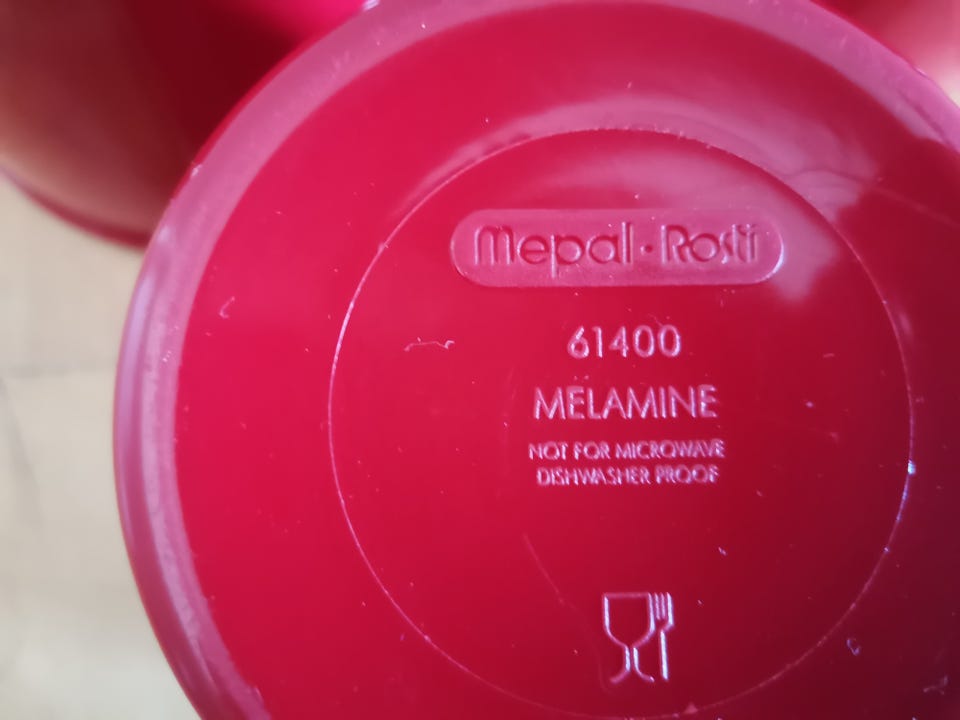 Mepal · Rosti
61400
MELAMINE
NOT FOR MICROWAVE
DISHWASHER PROOF